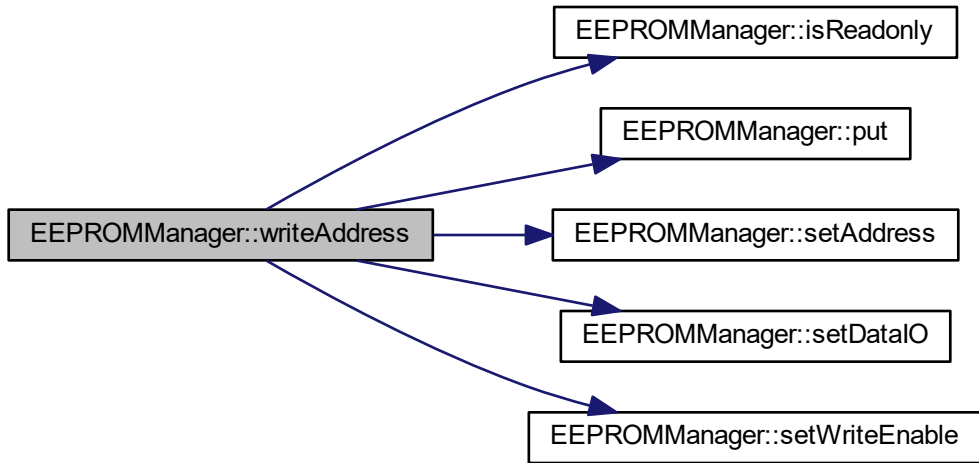 EEPROMManager::isReadonly
EEPROMManager::put
EEPROMManager::writeAddress
EEPROMManager::setAddress
EEPROMManager::setDataIO
EEPROMManager::setWriteEnable